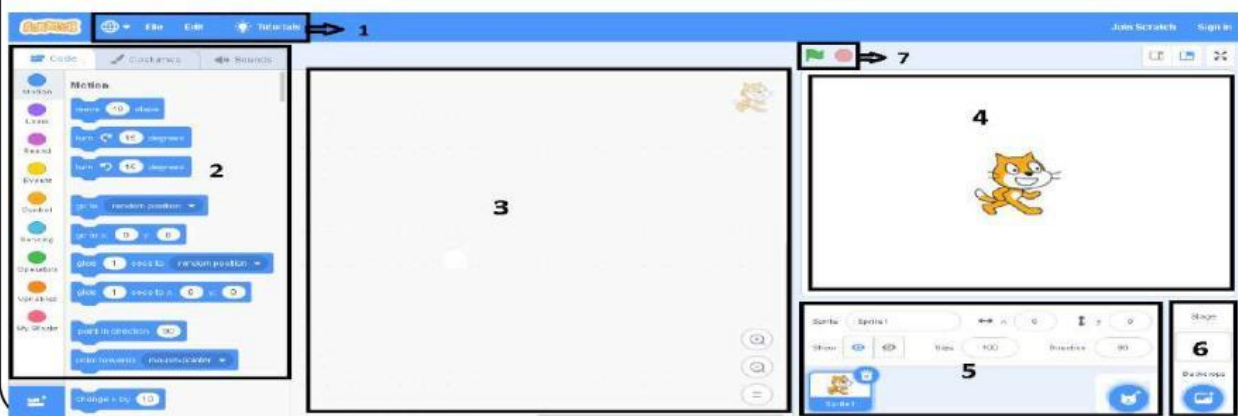 SCRATCH File Edit Tutorials 1 Join Scratch Sign in
Code Costumes Sounds 7
Motion Motion
move 10 steps
Looks
turn 15 degrees
Sound
turn 15 degrees 2
Events
go to random position
Control
go to x: 0 y: 0
Sensing
glide 1 secs to random position
Operators
glide 1 secs to x: 0 y: 0
Variables
My Blocks point in direction 90
point towards mouse-pointer
change x by 10
3
4
Sprite Sprite1 x 0 y 0
Show Size 100 Direction 90
5
Sprite1
Stage
6
Backdrops